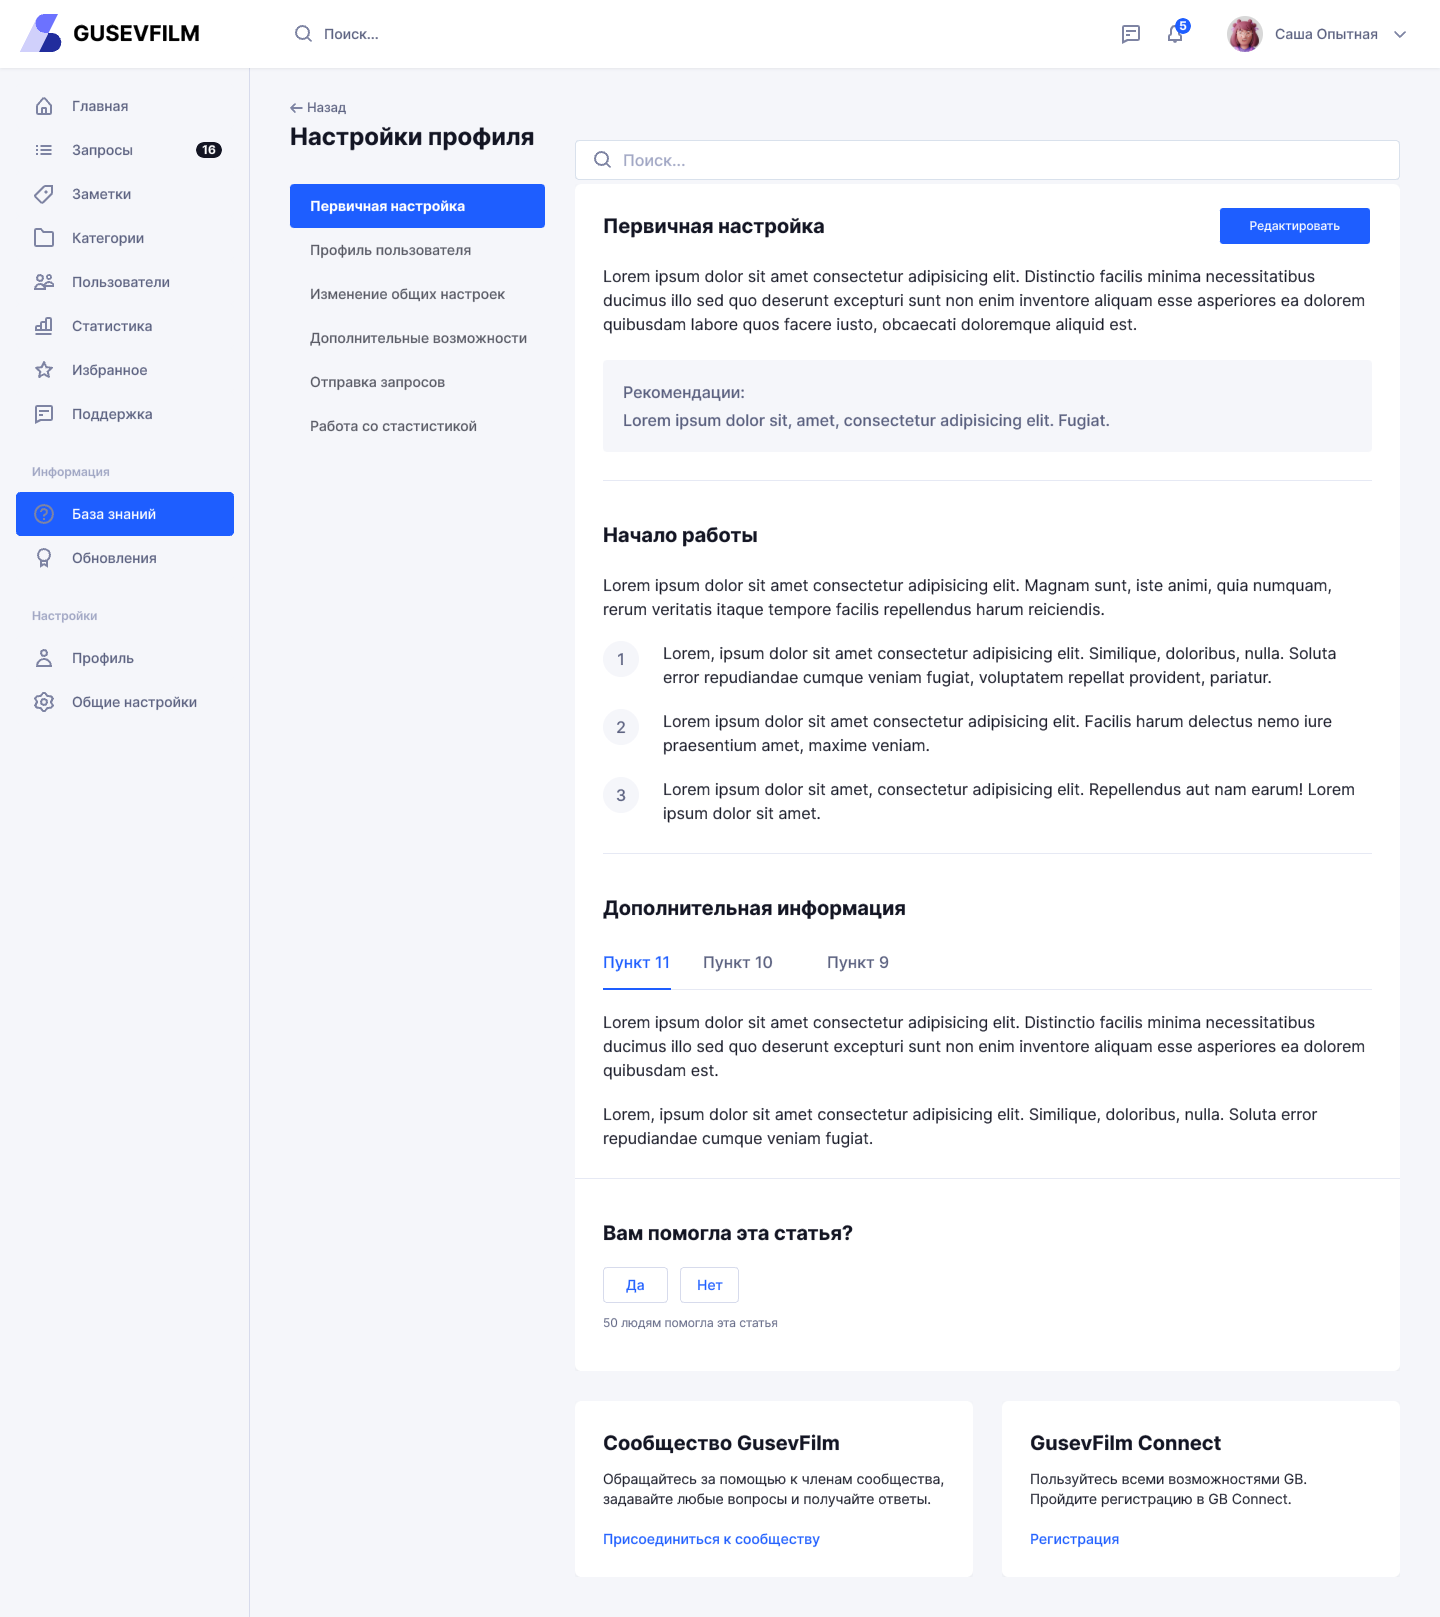 GUSEVFILM
Поиск...
5
Саша Опытная
Главная
Запросы
16
Заметки
Категории
Пользователи
Статистика
Избранное
Поддержка
Информация
База знаний
Обновления
Настройки
Профиль
Общие настройки
Назад
Настройки профиля
Первичная настройка
Профиль пользователя
Изменение общих настроек
Дополнительные возможности
Отправка запросов
Работа со стастистикой
Поиск...
Первичная настройка
Редактировать
Lorem ipsum dolor sit amet consectetur adipisicing elit. Distinctio facilis minima necessitatibus
ducimus illo sed quo deserunt excepturi sunt non enim inventore aliquam esse asperiores ea dolorem
quibusdam labore quos facere iusto, obcaecati doloremque aliquid est.
Рекомендации:
Lorem ipsum dolor sit, amet, consectetur adipisicing elit. Fugiat.
Начало работы
Lorem ipsum dolor sit amet consectetur adipisicing elit. Magnam sunt, iste animi, quia numquam,
rerum veritatis itaque tempore facilis repellendus harum reiciendis.
1
Lorem, ipsum dolor sit amet consectetur adipisicing elit. Similique, doloribus, nulla. Soluta
error repudiandae cumque veniam fugiat, voluptatem repellat provident, pariatur.
2
Lorem ipsum dolor sit amet consectetur adipisicing elit. Facilis harum delectus nemo iure
praesentium amet, maxime veniam.
3
Lorem ipsum dolor sit amet, consectetur adipisicing elit. Repellendus aut nam earum! Lorem
ipsum dolor sit amet.
Дополнительная информация
Пункт 11
Пункт 10
Пункт 9
Lorem ipsum dolor sit amet consectetur adipisicing elit. Distinctio facilis minima necessitatibus
ducimus illo sed quo deserunt excepturi sunt non enim inventore aliquam esse asperiores ea dolorem
quibusdam est.
Lorem, ipsum dolor sit amet consectetur adipisicing elit. Similique, doloribus, nulla. Soluta error
repudiandae cumque veniam fugiat.
Вам помогла эта статья?
Да
Нет
50 людям помогла эта статья
Сообщество GusevFilm
Обращайтесь за помощью к членам сообщества,
задавайте любые вопросы и получайте ответы.
Присоединиться к сообществу
GusevFilm Connect
Пользуйтесь всеми возможностями GB.
Пройдите регистрацию в GB Connect.
Регистрация